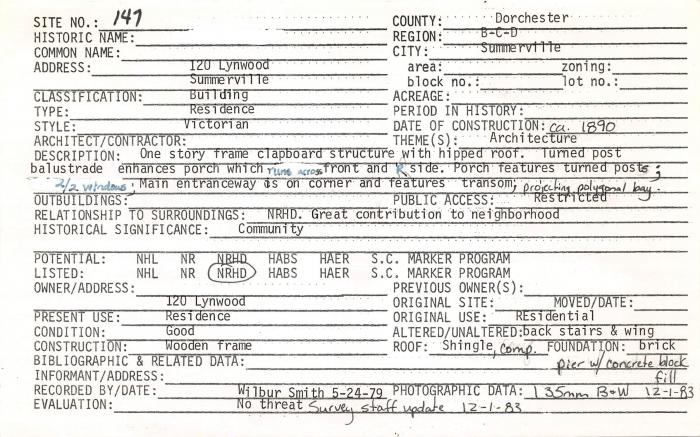 SITE NO.: 147 COUNTY: Dorchester
HISTORIC NAME: REGION: B-C-D
COMMON NAME: CITY: Summerville
ADDRESS: 120 Lynwood area: zoning:
Summerville block no.: lot no.:
CLASSIFICATION: Building ACREAGE:
TYPE: Residence PERIOD IN HISTORY:
STYLE: Victorian DATE OF CONSTRUCTION: ca. 1890
ARCHITECT/CONTRACTOR: THEME(S): Architecture
DESCRIPTION: One story frame clapboard structure with hipped roof. Turned post
balustrade enhances porch which runs across front and R side. Porch features turned posts;
2/2 windows; Main entranceway is on corner and features transom; projecting polygonal bay.
OUTBUILDINGS: PUBLIC ACCESS: Restricted
RELATIONSHIP TO SURROUNDINGS: NRHD. Great contribution to neighborhood
HISTORICAL SIGNIFICANCE: Community
POTENTIAL: NHL NR NRHD HABS HAER S.C. MARKER PROGRAM
LISTED: NHL NR NRHD HABS HAER S.C. MARKER PROGRAM
OWNER/ADDRESS: PREVIOUS OWNER(S):
120 Lynwood ORIGINAL SITE: MOVED/DATE:
PRESENT USE: Residence ORIGINAL USE: REsidential
CONDITION: Good ALTERED/UNALTERED: back stairs & wing
CONSTRUCTION: Wooden frame ROOF: Shingle, comp. FOUNDATION: brick
BIBLIOGRAPHIC & RELATED DATA: pier w/ concrete block
INFORMANT/ADDRESS: fill
RECORDED BY/DATE: Wilbur Smith 5-24-79 PHOTOGRAPHIC DATA: 135mm B+W 12-1-83
EVALUATION: No threat Survey staff update 12-1-83